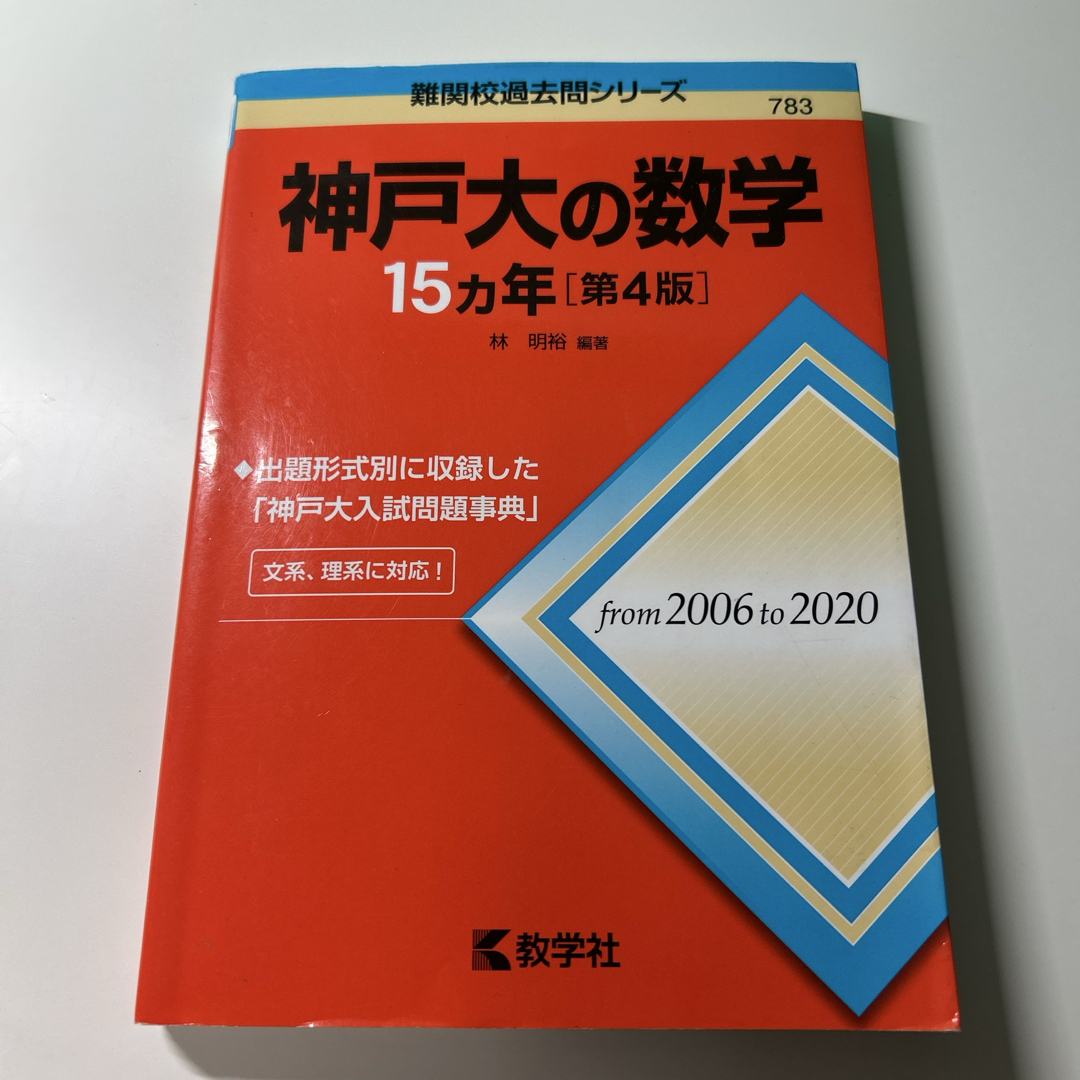 難関校過去問シリーズ
783
神戸大の数学
15カ年[第4版]
林 明裕 編著
◆出題形式別に収録した
「神戸大入試問題事典」
文系、理系に対応!
from 2006 to 2020
教学社